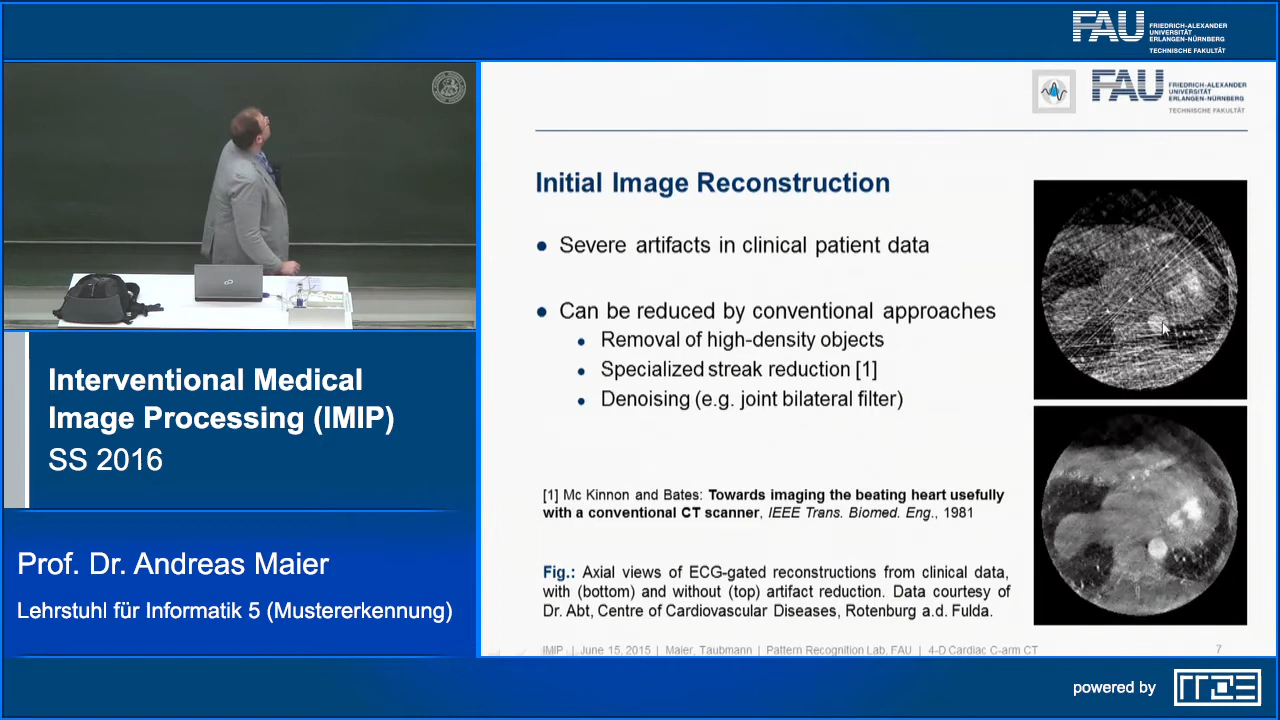 FAU
FRIEDRICH-ALEXANDER
UNIVERSITÄT
ERLANGEN-NÜRNBERG
TECHNISCHE FAKULTÄT
FAU
FRIEDRICH-ALEXANDER
UNIVERSITÄT
ERLANGEN-NÜRNBERG
TECHNISCHE FAKULTÄT
Initial Image Reconstruction
• Severe artifacts in clinical patient data
• Can be reduced by conventional approaches
• Removal of high-density objects
• Specialized streak reduction [1]
• Denoising (e.g. joint bilateral filter)
[1] Mc Kinnon and Bates: Towards imaging the beating heart usefully
with a conventional CT scanner, IEEE Trans. Biomed. Eng., 1981
Fig.: Axial views of ECG-gated reconstructions from clinical data,
with (bottom) and without (top) artifact reduction. Data courtesy of
Dr. Abt, Centre of Cardiovascular Diseases, Rotenburg a.d. Fulda.
IMIP | June 15, 2015 | Maier, Taubmann | Pattern Recognition Lab, FAU | 4-D Cardiac C-arm CT
7
Interventional Medical
Image Processing (IMIP)
SS 2016
Prof. Dr. Andreas Maier
Lehrstuhl für Informatik 5 (Mustererkennung)
powered by